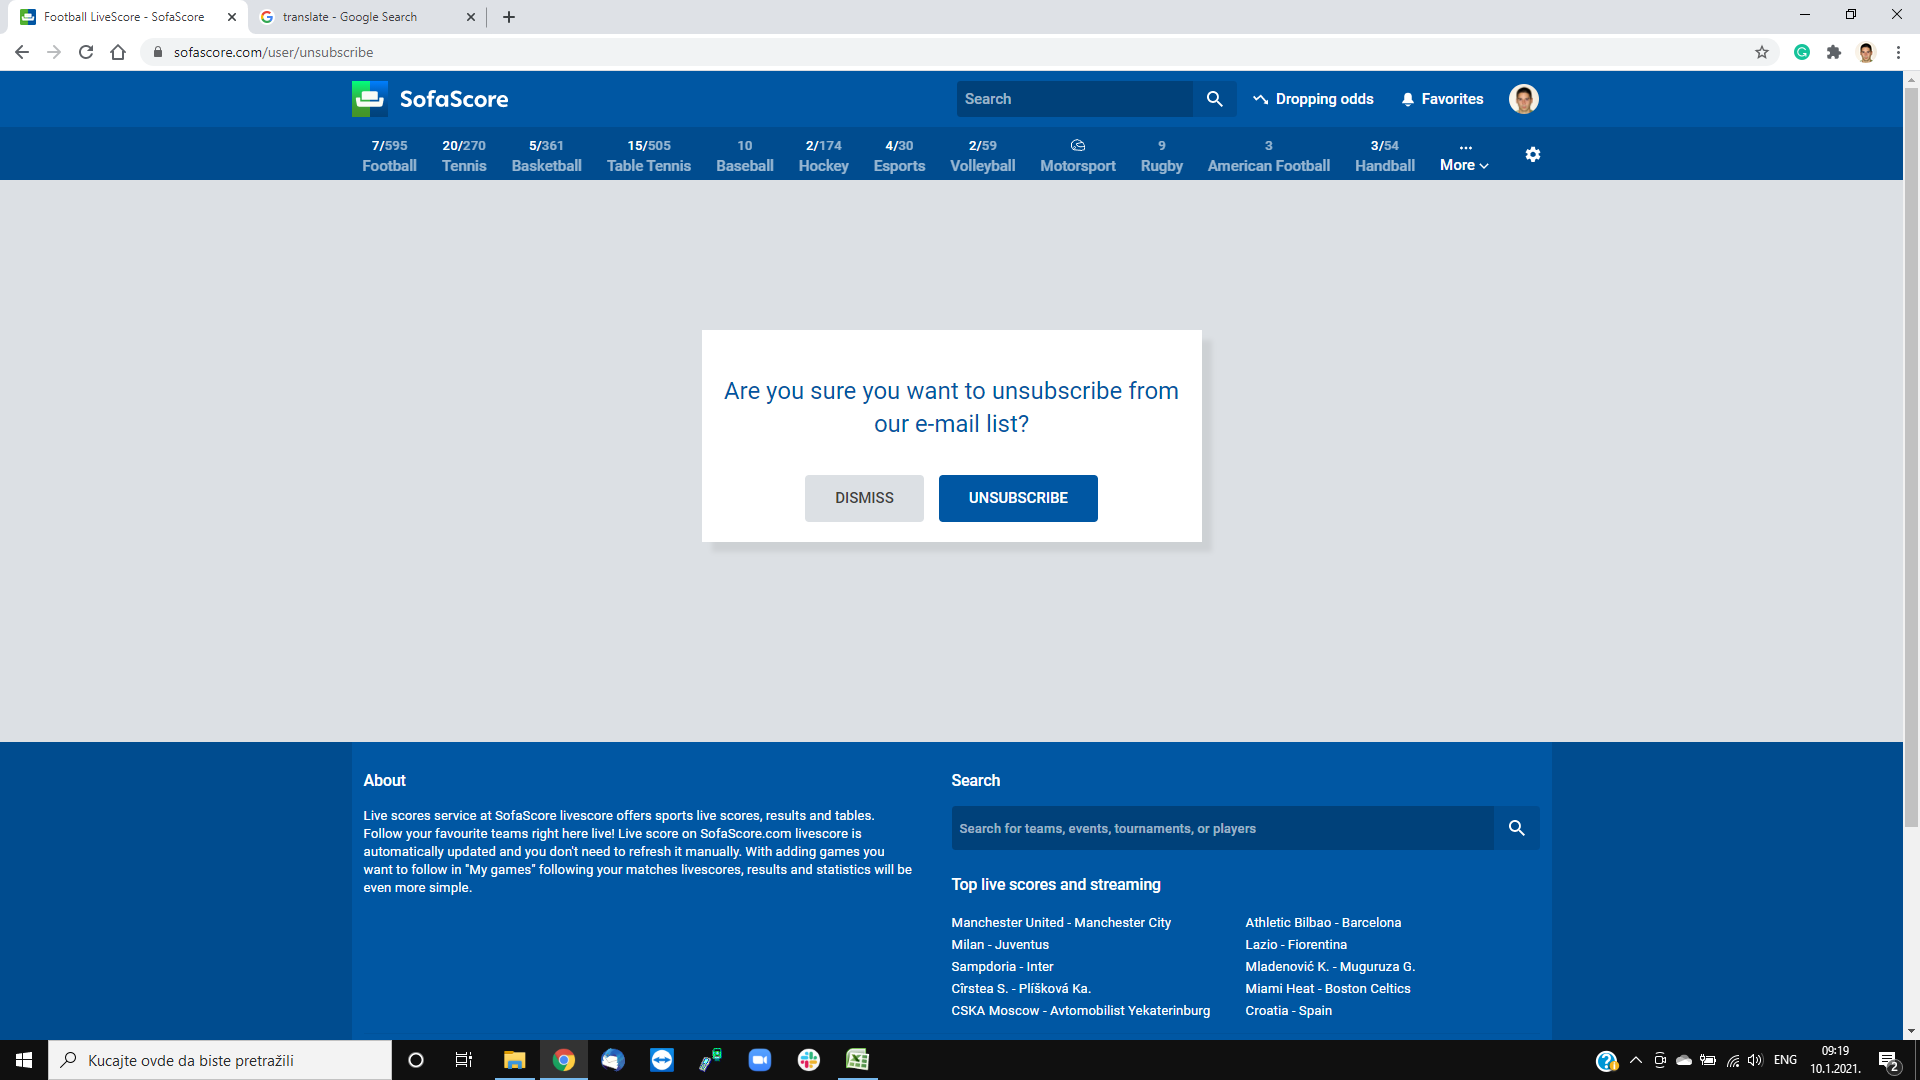 Football LiveScore - SofaScore
translate - Google Search
sofascore.com/user/unsubscribe
SofaScore
Search
Dropping odds
Favorites
7/595
20/270
5/361
15/505
10
2/174
4/30
2/59
9
3
3/54
Football
Tennis
Basketball
Table Tennis
Baseball
Hockey
Esports
Volleyball
Motorsport
Rugby
American Football
Handball
More
Are you sure you want to unsubscribe from
our e-mail list?
DISMISS
UNSUBSCRIBE
About
Live scores service at SofaScore livescore offers sports live scores, results and tables.
Follow your favourite teams right here live! Live score on SofaScore.com livescore is
automatically updated and you don't need to refresh it manually. With adding games you
want to follow in "My games" following your matches livescores, results and statistics will be
even more simple.
Search
Search for teams, events, tournaments, or players
Top live scores and streaming
Manchester United - Manchester City
Milan - Juventus
Sampdoria - Inter
Cîrstea S. - Plíšková Ka.
CSKA Moscow - Avtomobilist Yekaterinburg
Athletic Bilbao - Barcelona
Lazio - Fiorentina
Mladenović K. - Muguruza G.
Miami Heat - Boston Celtics
Croatia - Spain
Kucajte ovde da biste pretražili
ENG
09:19
10.1.2021.
2